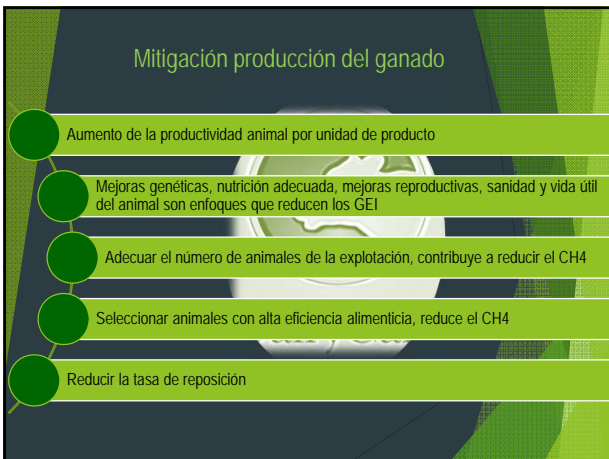 Mitigación producción del ganado
Aumento de la productividad animal por unidad de producto
Mejoras genéticas, nutrición adecuada, mejoras reproductivas, sanidad y vida útil
del animal son enfoques que reducen los GEI
Adecuar el número de animales de la explotación, contribuye a reducir el CH4
Seleccionar animales con alta eficiencia alimenticia, reduce el CH4
Reducir la tasa de reposición